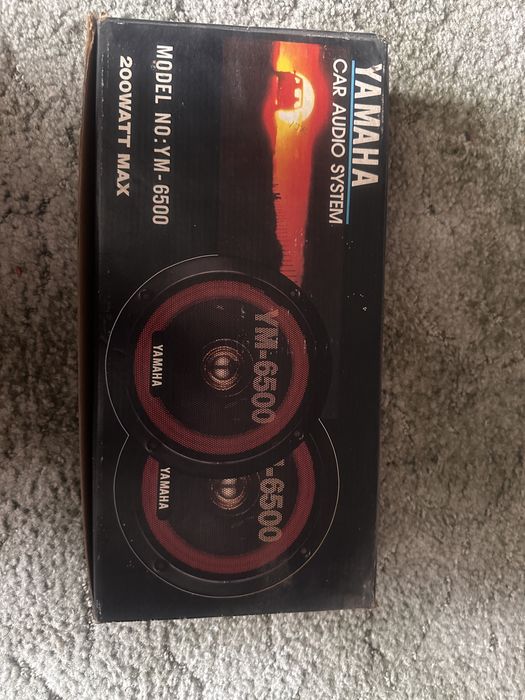 YAMAHA
CAR AUDIO SYSTEM
MODEL NO:YM-6500
200WATT MAX
YM-6500
YAMAHA
-6500
YAMAHA